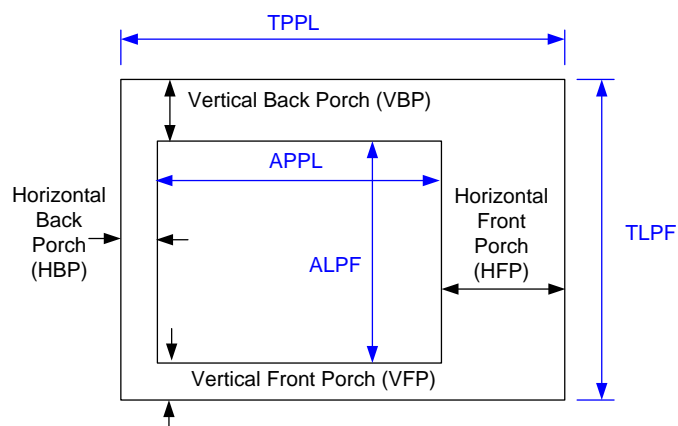 TPPL
Vertical Back Porch (VBP)
APPL
Horizontal
Back
Porch
(HBP)
ALPF
Horizontal
Front
Porch
(HFP)
TLPF
Vertical Front Porch (VFP)